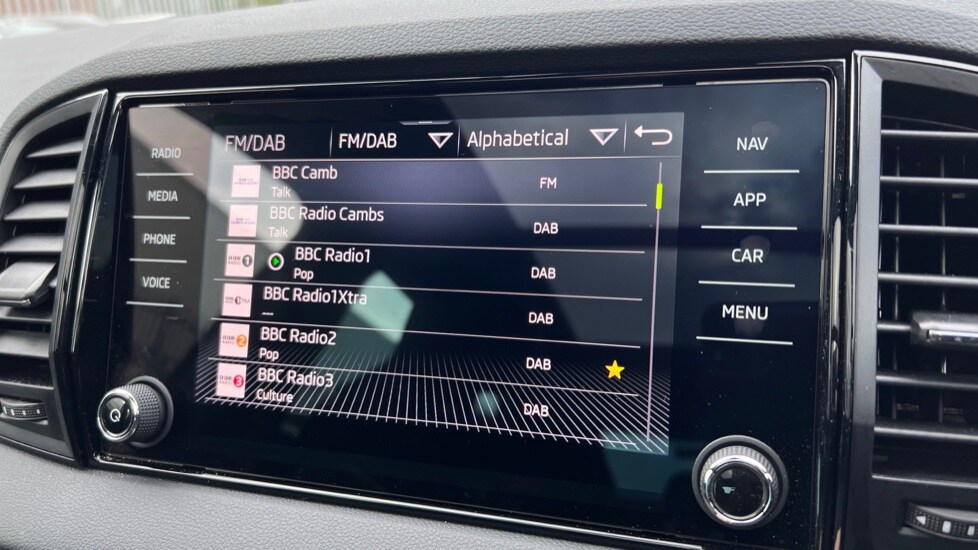 FM/DAB FM/DAB Alphabetical
RADIO
MEDIA
PHONE
VOICE
BBC Camb
Talk
FM
BBC Radio Cambs
Talk
DAB
BBC Radio1
Pop
DAB
BBC Radio1Xtra
—
DAB
BBC Radio2
Pop
DAB
BBC Radio3
Culture
DAB
NAV
APP
CAR
MENU